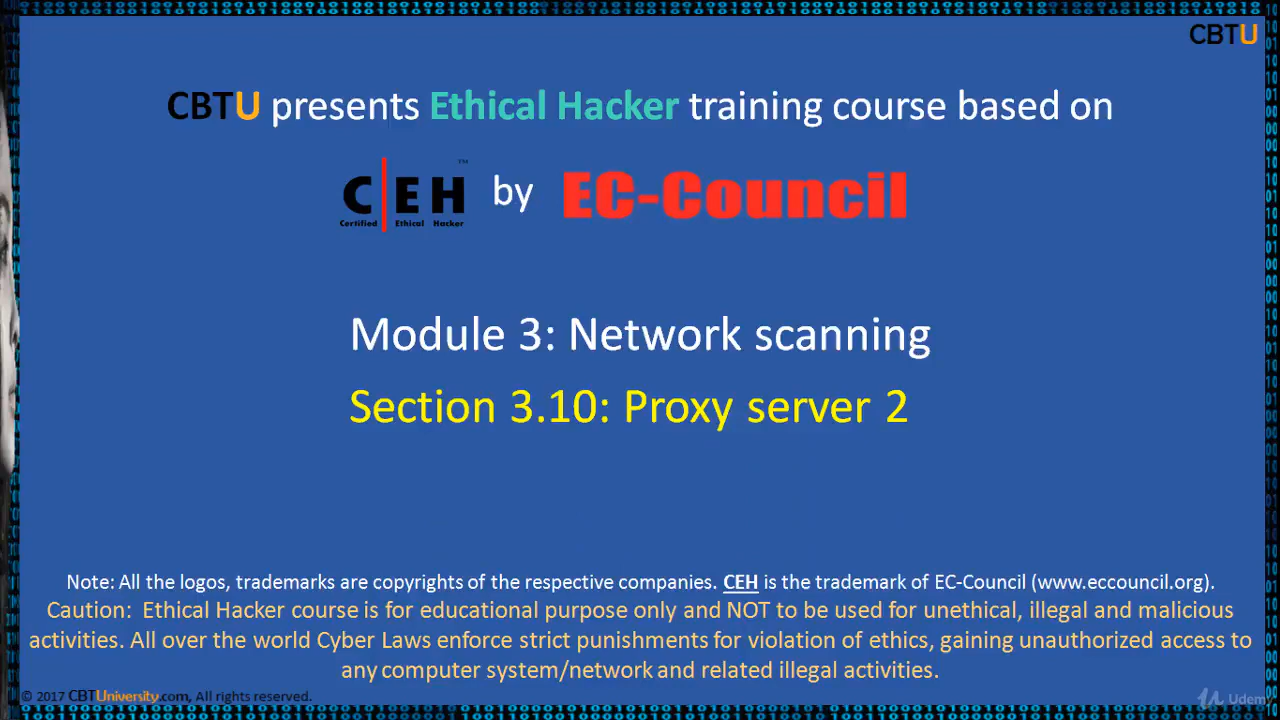 CBTU
CBTU presents Ethical Hacker training course based on
C|EH™ by EC-Council
Certified Ethical Hacker
Module 3: Network scanning
Section 3.10: Proxy server 2
Note: All the logos, trademarks are copyrights of the respective companies. CEH is the trademark of EC-Council (www.eccouncil.org).
Caution: Ethical Hacker course is for educational purpose only and NOT to be used for unethical, illegal and malicious
activities. All over the world Cyber Laws enforce strict punishments for violation of ethics, gaining unauthorized access to
any computer system/network and related illegal activities.
© 2017 CBTUniversity.com, All rights reserved.
Udem